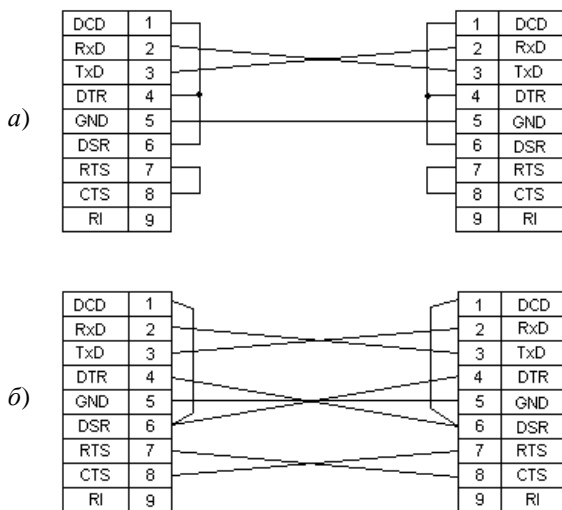 DCD 1 1 DCD
RxD 2 2 RxD
TxD 3 3 TxD
DTR 4 4 DTR
а) GND 5 5 GND
DSR 6 6 DSR
RTS 7 7 RTS
CTS 8 8 CTS
RI 9 9 RI
DCD 1 1 DCD
RxD 2 2 RxD
TxD 3 3 TxD
DTR 4 4 DTR
б) GND 5 5 GND
DSR 6 6 DSR
RTS 7 7 RTS
CTS 8 8 CTS
RI 9 9 RI